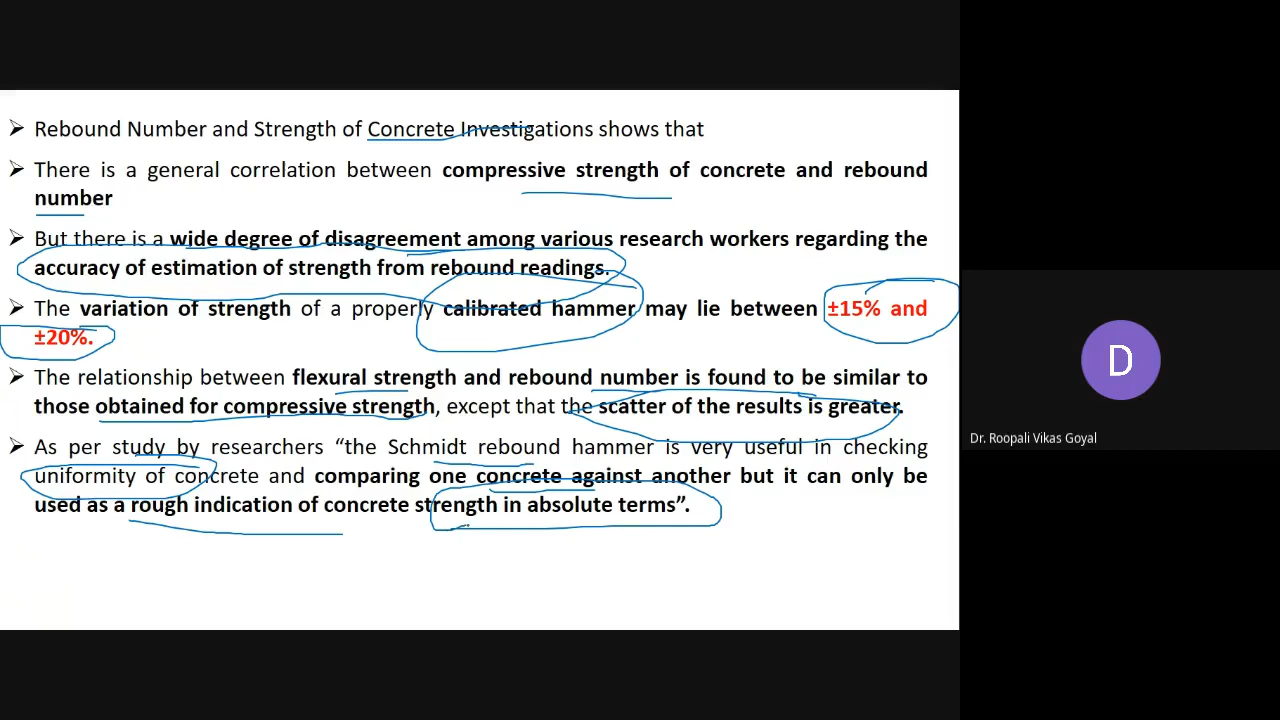 ➢ Rebound Number and Strength of Concrete Investigations shows that
➢ There is a general correlation between compressive strength of concrete and rebound
number
➢ But there is a wide degree of disagreement among various research workers regarding the
accuracy of estimation of strength from rebound readings.
➢ The variation of strength of a properly calibrated hammer may lie between ±15% and
±20%.
➢ The relationship between flexural strength and rebound number is found to be similar to
those obtained for compressive strength, except that the scatter of the results is greater.
➢ As per study by researchers “the Schmidt rebound hammer is very useful in checking
uniformity of concrete and comparing one concrete against another but it can only be
used as a rough indication of concrete strength in absolute terms”.
D
Dr. Roopali Vikas Goyal